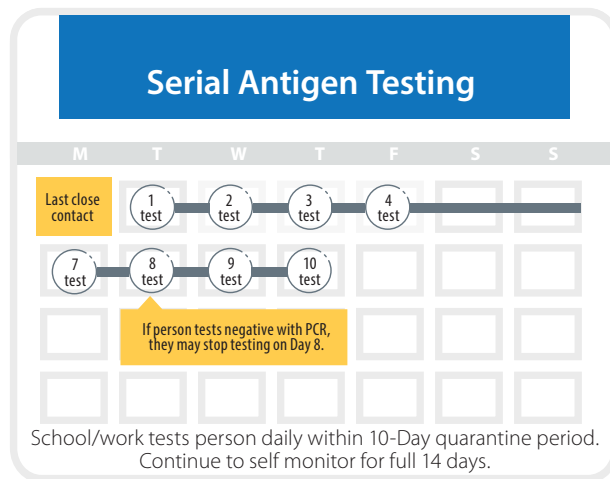 Serial Antigen Testing
M T W T F S S
Last close
contact
1
test
2
test
3
test
4
test
7
test
8
test
9
test
10
test
If person tests negative with PCR,
they may stop testing on Day 8.
School/work tests person daily within 10-Day quarantine period.
Continue to self monitor for full 14 days.